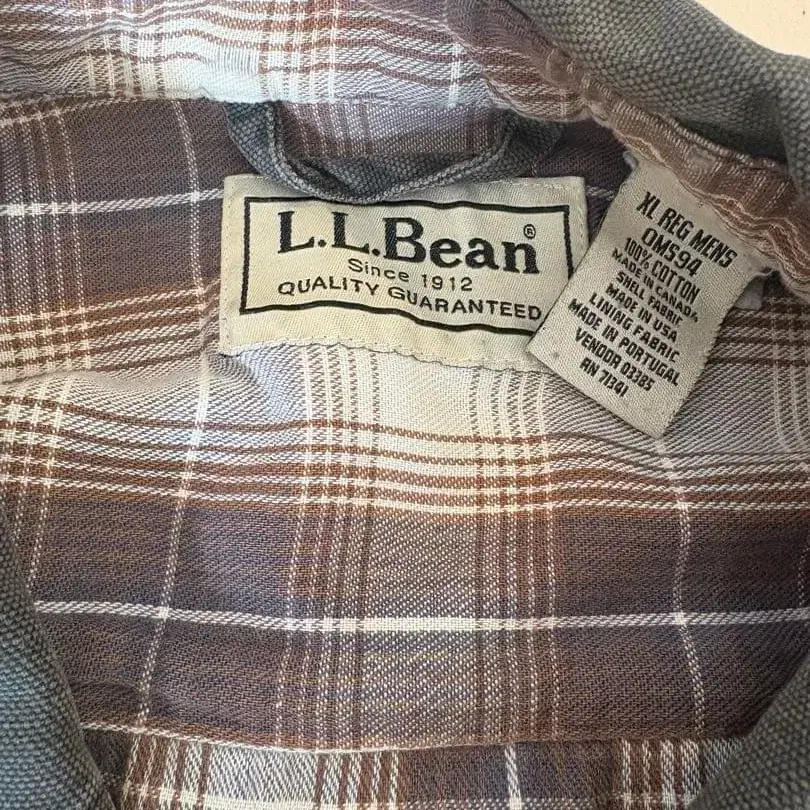 L.L.Bean®
Since 1912
QUALITY GUARANTEED
XL REG MENS
0MS94
100% COTTON
MADE IN CANADA
SHELL FABRIC
MADE IN USA
LINING FABRIC
MADE IN PORTUGAL
VENDOR 03385
RN 71341